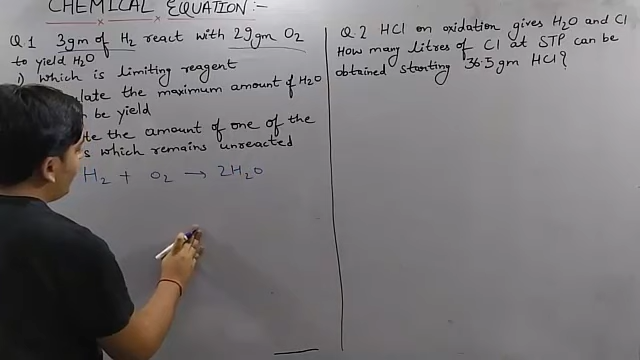 CHEMICAL EQUATION:-
Q.1 3gm of H2 react with 29gm O2
to yield H2O
i) Which is limiting reagent
late the maximum amount of H2O
n be yield
te the amount of one of the
s which remains unreacted
H2 + O2 → 2H2O
Q.2 HCl on oxidation gives H2O and Cl
How many litres of Cl at STP can be
obtained starting 36.5gm HCl?